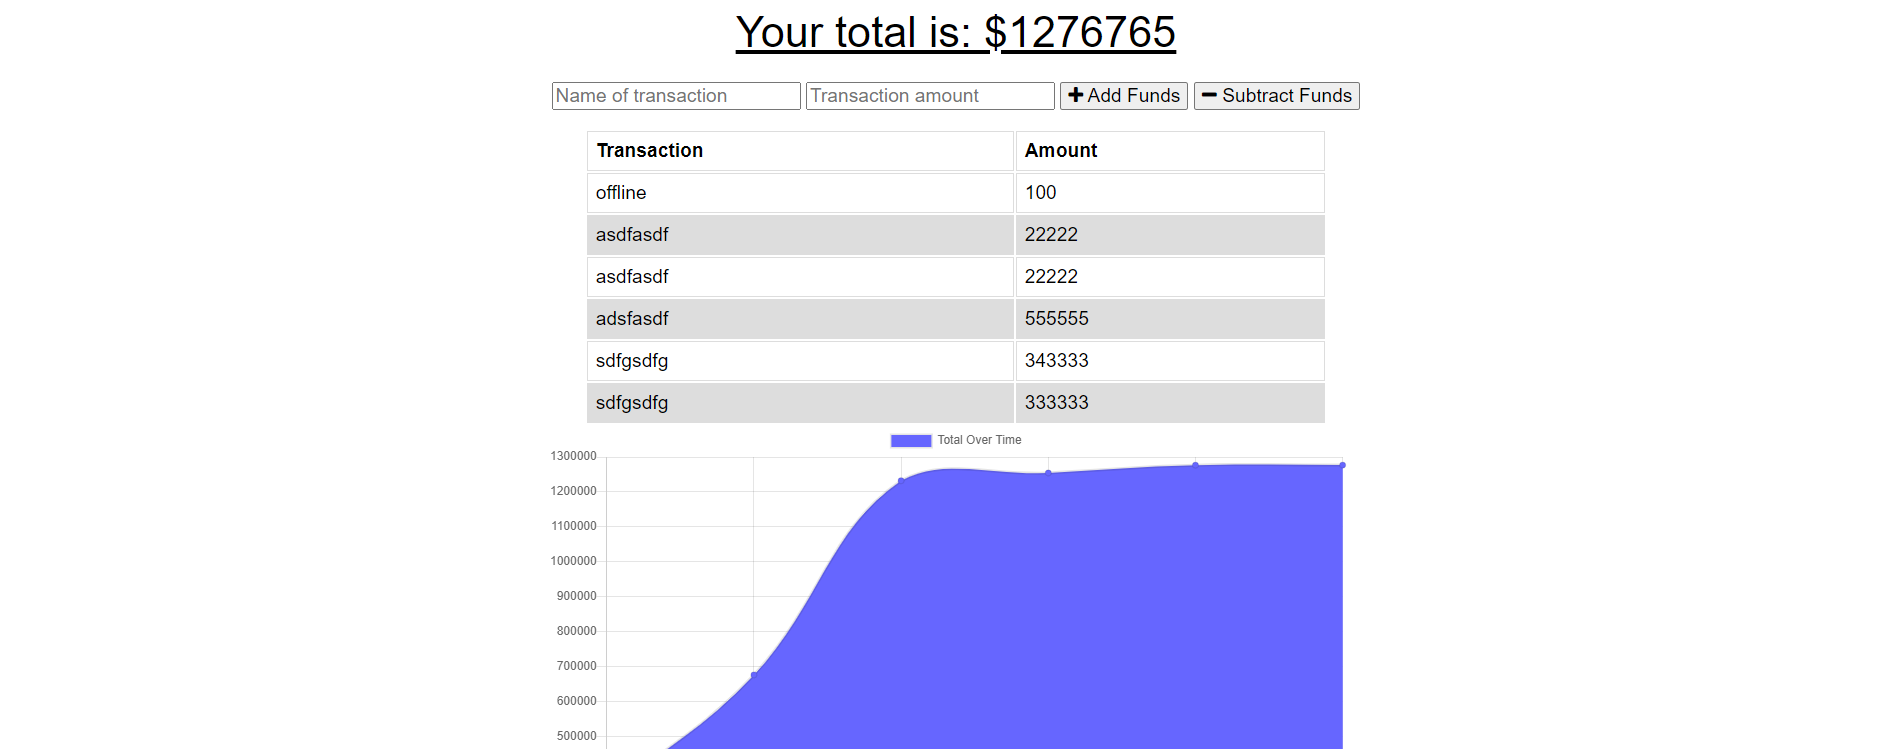 Your total is: $1276765
Name of transaction Transaction amount Add Funds Subtract Funds
Transaction Amount
offline 100
asdfasdf 22222
asdfasdf 22222
adsfasdf 555555
sdfgsdfg 343333
sdfgsdfg 333333
Total Over Time
1300000
1200000
1100000
1000000
900000
800000
700000
600000
500000